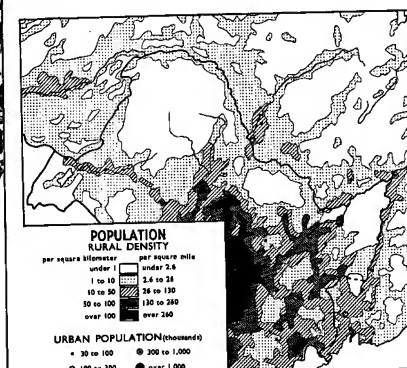 POPULATION
RURAL DENSITY
per square kilometer per square mile
under 1 under 2.6
1 to 10 2.6 to 26
10 to 50 26 to 130
50 to 100 130 to 260
over 100 over 260
URBAN POPULATION (thousands)
30 to 100 300 to 1,000
over 1,000